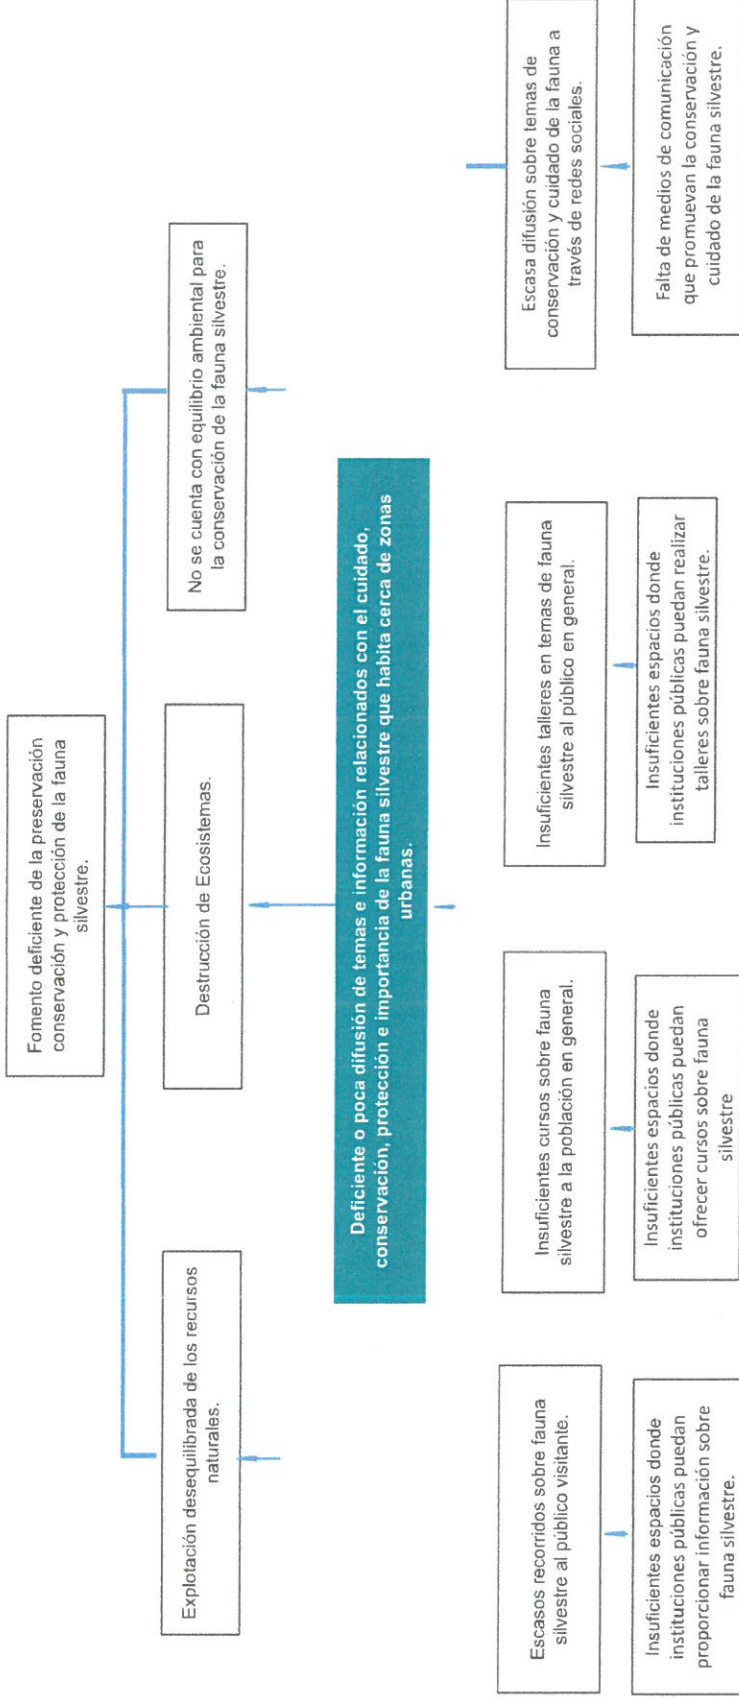 Fomento deficiente de la preservación
conservación y protección de la fauna
silvestre.
Explotación desequilibrada de los recursos
naturales.
Destrucción de Ecosistemas.
No se cuenta con equilibrio ambiental para
la conservación de la fauna silvestre.
Deficiente o poca difusión de temas e información relacionados con el cuidado,
conservación, protección e importancia de la fauna silvestre que habita cerca de zonas
urbanas.
Escasos recorridos sobre fauna
silvestre al público visitante.
Insuficientes cursos sobre fauna
silvestre a la población en general.
Insuficientes talleres en temas de fauna
silvestre al público en general.
Escasa difusión sobre temas de
conservación y cuidado de la fauna a
través de redes sociales.
Insuficientes espacios donde
instituciones públicas puedan
proporcionar información sobre
fauna silvestre.
Insuficientes espacios donde
instituciones públicas puedan
ofrecer cursos sobre fauna
silvestre
Insuficientes espacios donde
instituciones públicas puedan realizar
talleres sobre fauna silvestre.
Falta de medios de comunicación
que promuevan la conservación y
cuidado de la fauna silvestre.